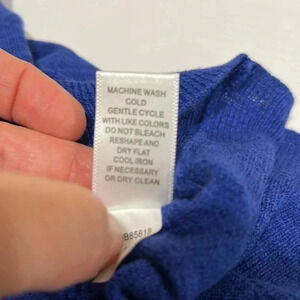 MACHINE WASH
COLD
GENTLE CYCLE
WITH LIKE COLORS
DO NOT BLEACH
RESHAPE AND
DRY FLAT
COOL IRON
IF NECESSARY
OR DRY CLEAN
B85618